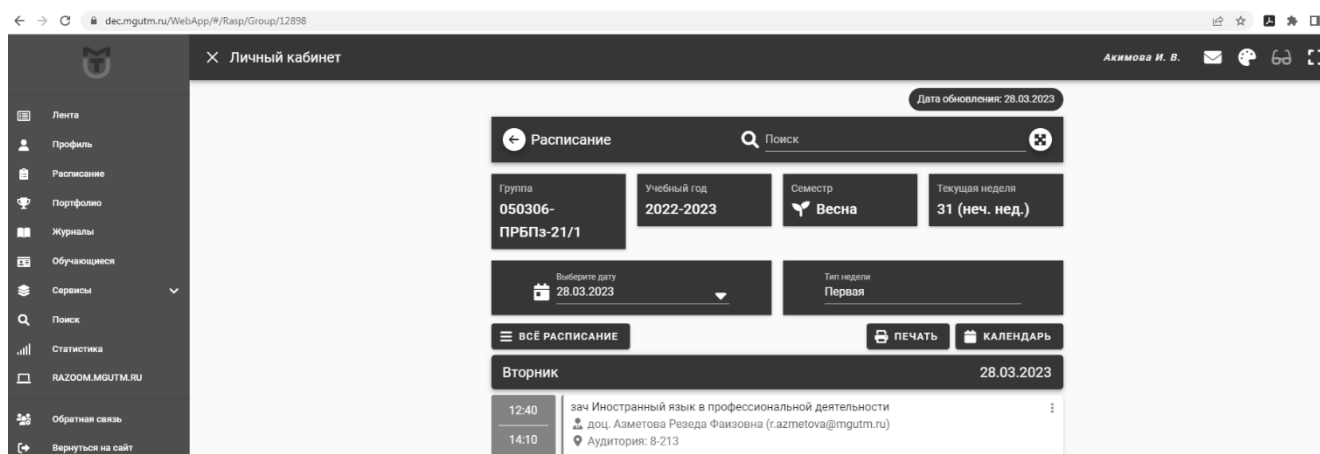 dec.mgutm.ru/WebApp/#/Rasp/Group/12898
Личный кабинет
Акимова И. В.
Лента
Профиль
Расписание
Портфолио
Журналы
Обучающиеся
Сервисы
Поиск
Статистика
RAZOOM.MGUTM.RU
Обратная связь
Вернуться на сайт
Дата обновления: 28.03.2023
Расписание
Поиск
Группа
050306-
ПРБПз-21/1
Учебный год
2022-2023
Семестр
Весна
Текущая неделя
31 (неч. нед.)
Выберите дату
28.03.2023
Тип недели
Первая
ВСЁ РАСПИСАНИЕ
ПЕЧАТЬ
КАЛЕНДАРЬ
Вторник
28.03.2023
12:40
14:10
зач Иностранный язык в профессиональной деятельности
доц. Азметова Резеда Фаизовна (r.azmetova@mgutm.ru)
Аудитория: 8-213